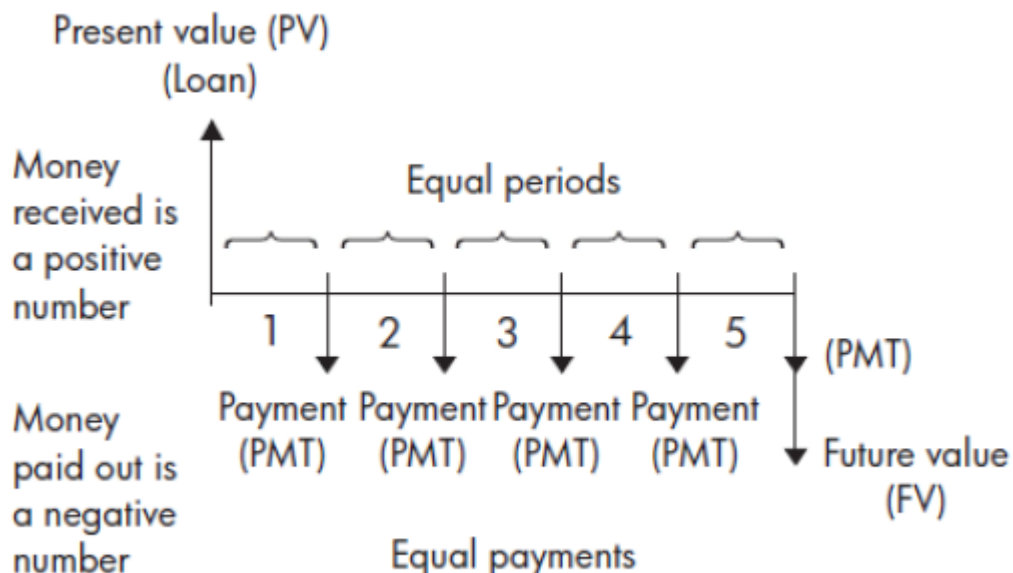 Present value (PV)
(Loan)
Money
received is
a positive
number
Equal periods
1 2 3 4 5
(PMT)
Payment Payment Payment Payment
(PMT) (PMT) (PMT) (PMT)
Money
paid out is
a negative
number
Future value
(FV)
Equal payments